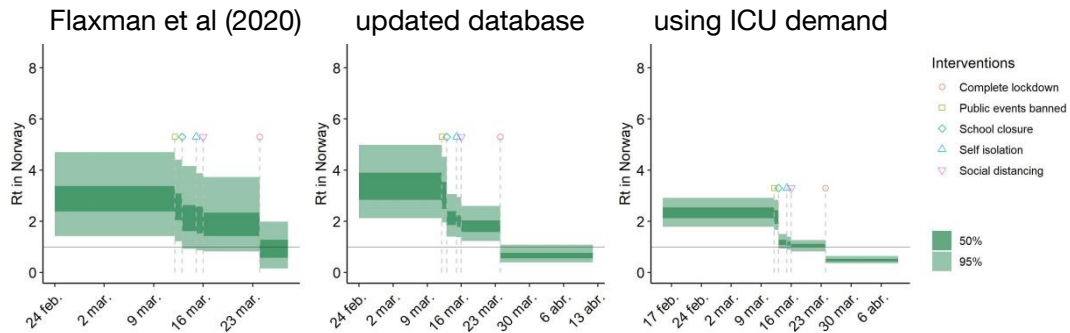 Flaxman et al (2020)
updated database
using ICU demand
Rt in Norway
8
6
4
2
0
24 feb.
2 mar.
9 mar.
16 mar.
23 mar.
Rt in Norway
8
6
4
2
0
24 feb.
2 mar.
9 mar.
16 mar.
23 mar.
30 mar.
6 abr.
13 abr.
Rt in Norway
8
6
4
2
0
17 feb.
24 feb.
2 mar.
9 mar.
16 mar.
23 mar.
30 mar.
6 abr.
Interventions
Complete lockdown
Public events banned
School closure
Self isolation
Social distancing
50%
95%